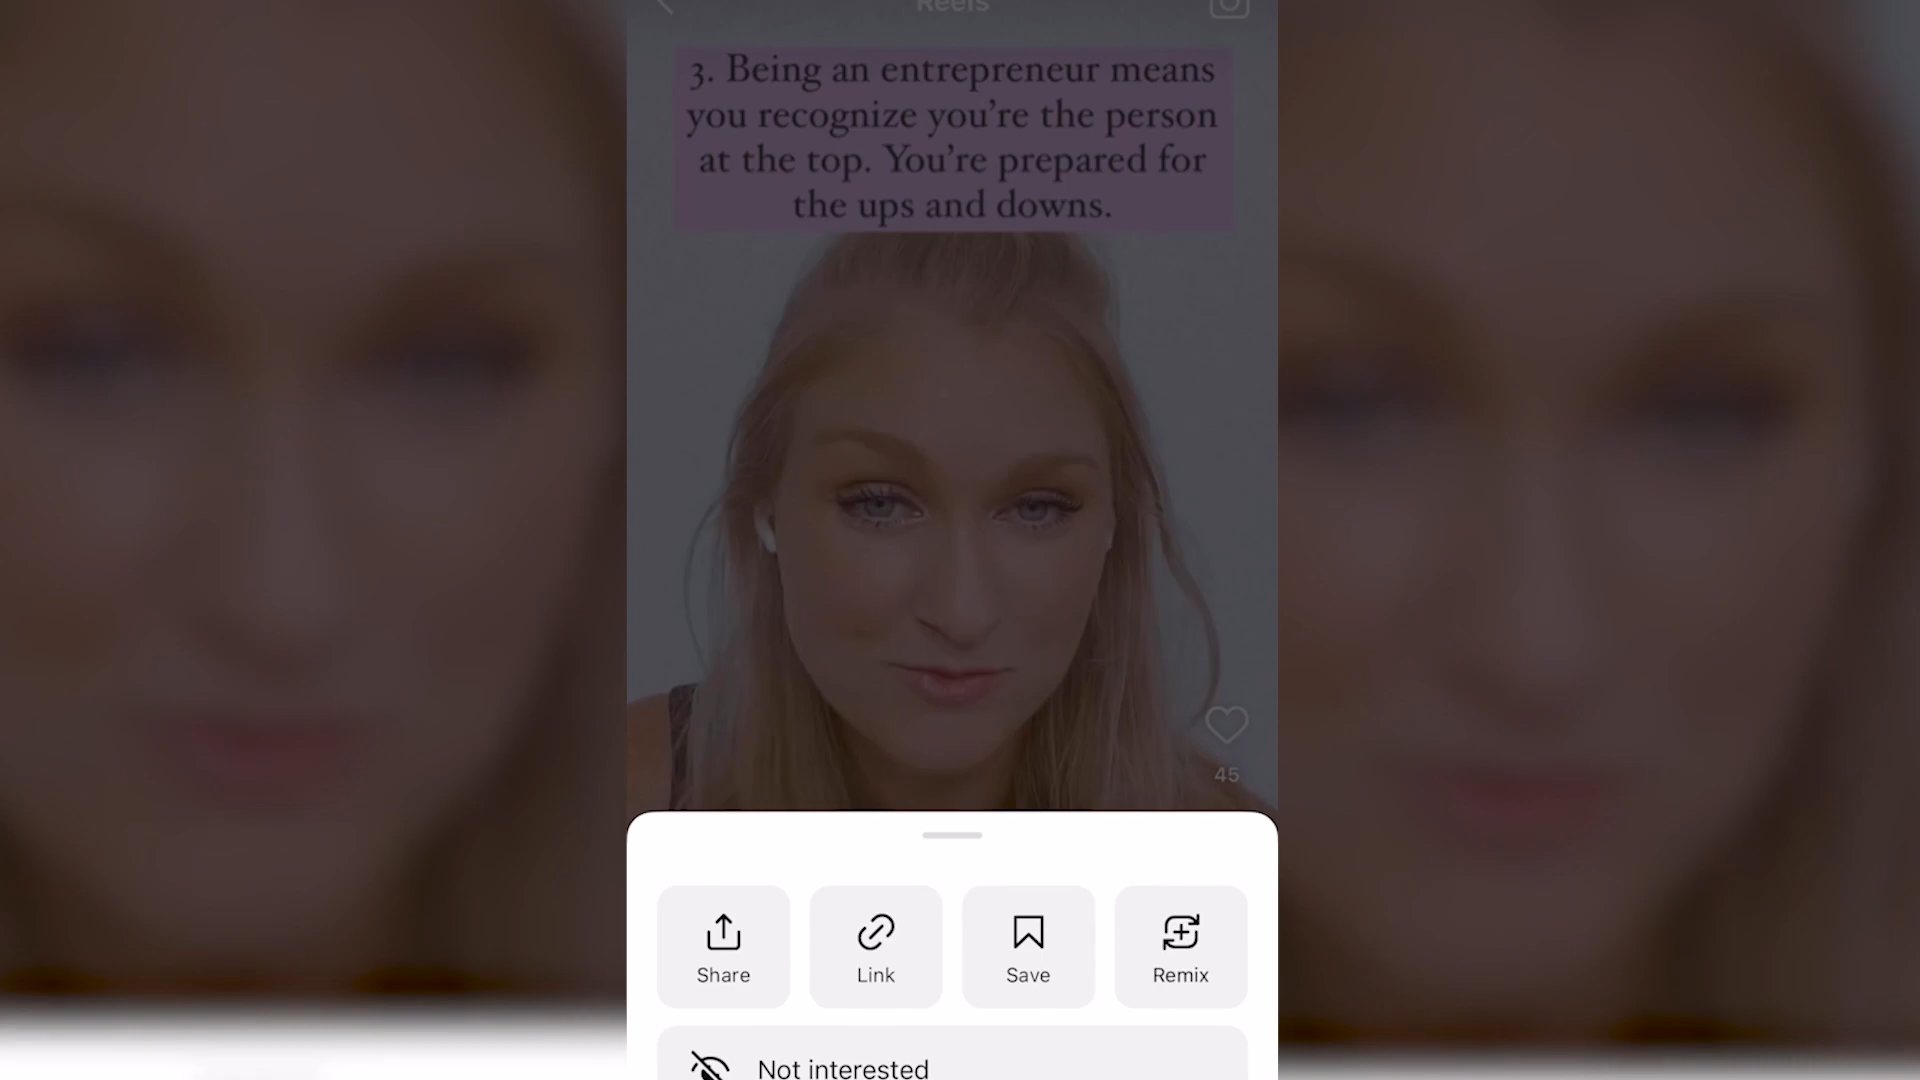 Reels
3. Being an entrepreneur means
you recognize you're the person
at the top. You're prepared for
the ups and downs.
45
Share
Link
Save
Remix
Not interested